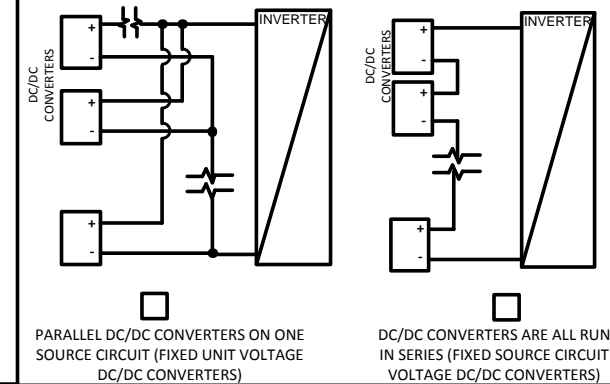 INVERTER
DC/DC
CONVERTERS
+
-
+
-
+
-
PARALLEL DC/DC CONVERTERS ON ONE
SOURCE CIRCUIT (FIXED UNIT VOLTAGE
DC/DC CONVERTERS)
INVERTER
DC/DC
CONVERTERS
+
-
+
-
+
-
DC/DC CONVERTERS ARE ALL RUN
IN SERIES (FIXED SOURCE CIRCUIT
VOLTAGE DC/DC CONVERTERS)